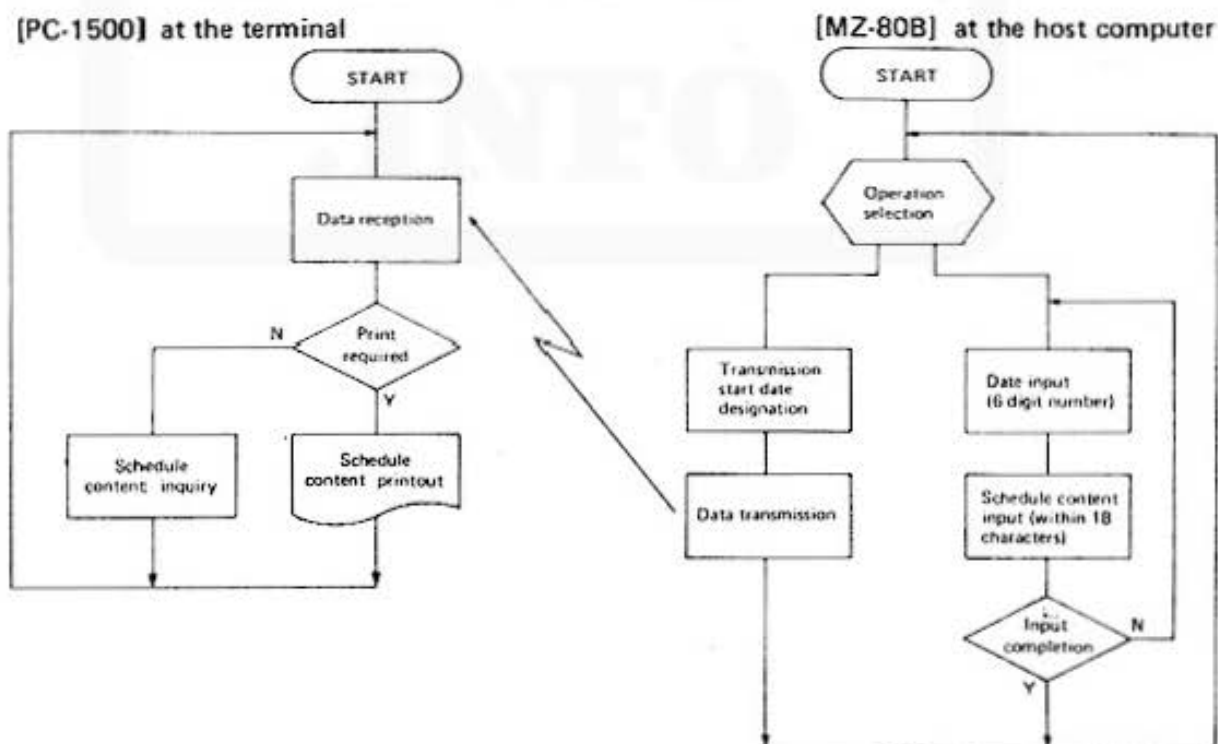 [PC-1500] at the terminal
START
Data reception
N
Print
required
Y
Schedule
content inquiry
Schedule
content printout
[MZ-80B] at the host computer
START
Operation
selection
Transmission
start date
designation
Data transmission
Date input
(6 digit number)
Schedule content
input (within 18
characters)
Input
completion
N
Y
INFO